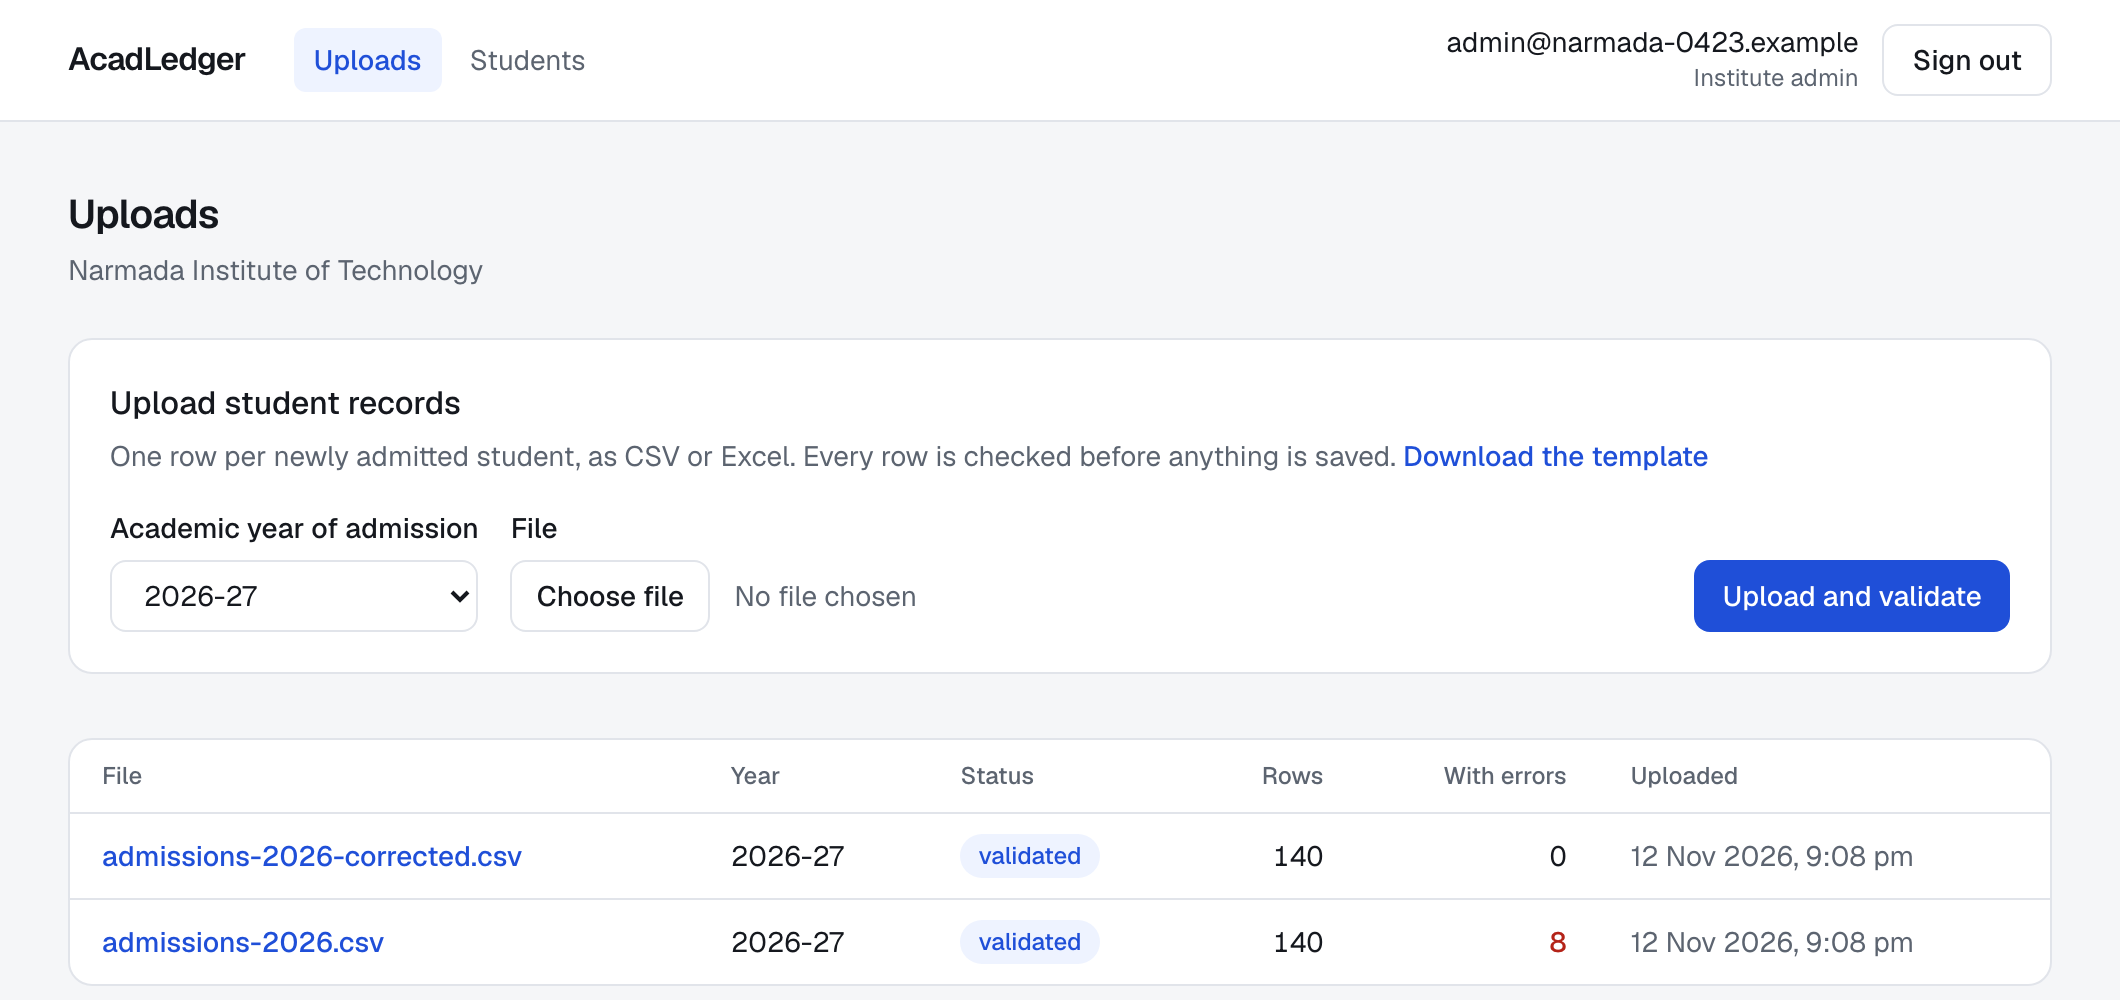 AcadLedger Uploads Students admin@narmada-0423.example Sign out
Institute admin
Uploads
Narmada Institute of Technology
Upload student records
One row per newly admitted student, as CSV or Excel. Every row is checked before anything is saved. Download the template
Academic year of admission File
2026-27 Choose file No file chosen Upload and validate
File Year Status Rows With errors Uploaded
admissions-2026-corrected.csv 2026-27 validated 140 0 12 Nov 2026, 9:08 pm
admissions-2026.csv 2026-27 validated 140 8 12 Nov 2026, 9:08 pm